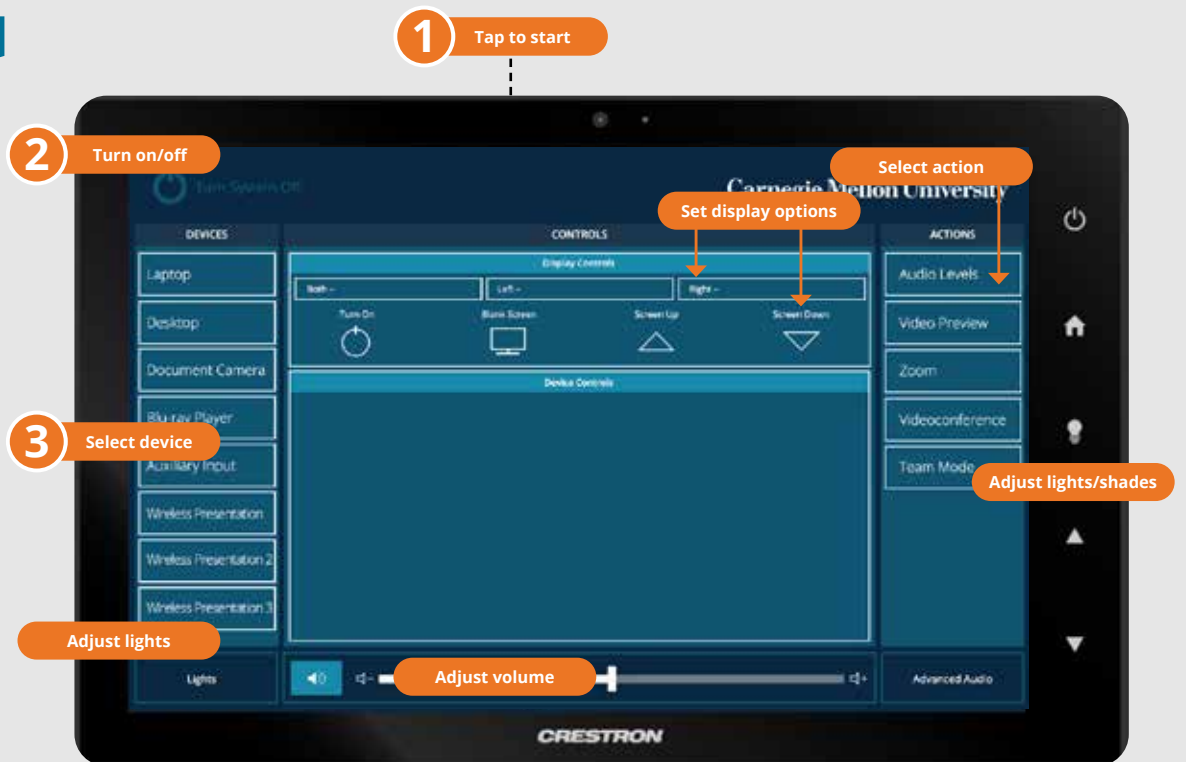 1 Tap to start
2 Turn on/off
Turn System Off
Select action
Carnegie Mellon University
Set display options
DEVICES
CONTROLS
ACTIONS
Laptop
Desktop
Document Camera
Blu-ray Player
3 Select device
Auxiliary Input
Wireless Presentation
Wireless Presentation 2
Wireless Presentation 3
Display Controls
Both -
Left -
Right -
Turn On
Blank Screen
Screen Up
Screen Down
Device Controls
Audio Levels
Video Preview
Zoom
Videoconference
Team Mode
Adjust lights/shades
Adjust lights
Lights
Adjust volume
Advanced Audio
CRESTRON